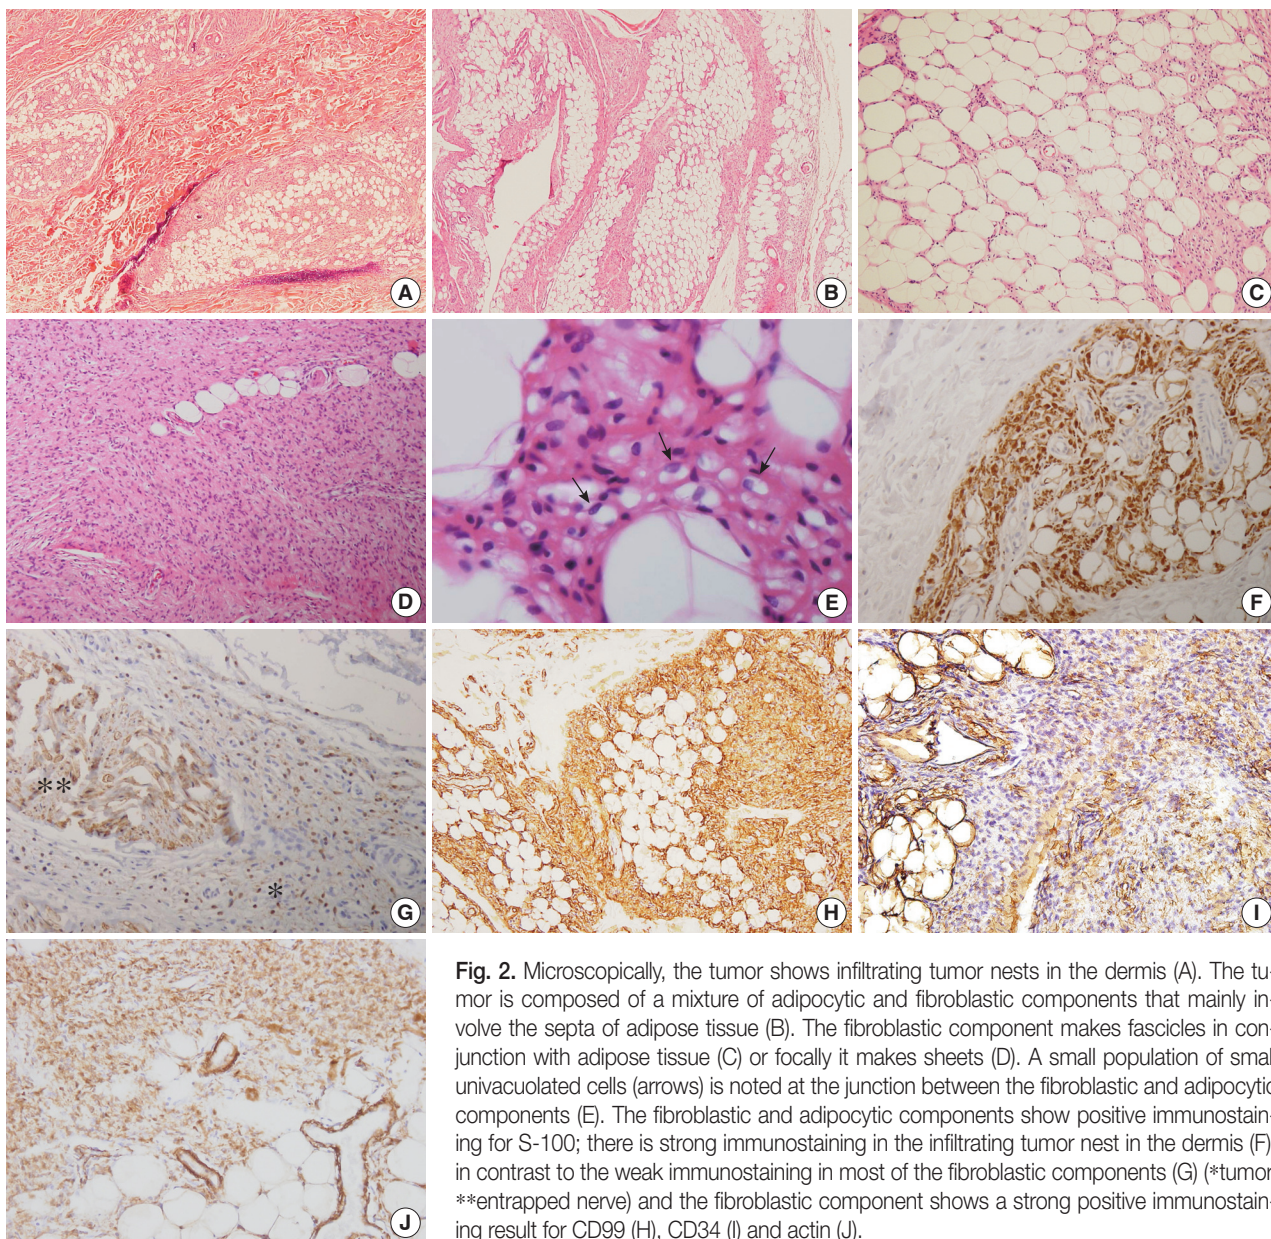 A
B
C
D
E
F
**
*
G
H
I
J
Fig. 2. Microscopically, the tumor shows infiltrating tumor nests in the dermis (A). The tu-
mor is composed of a mixture of adipocytic and fibroblastic components that mainly in-
volve the septa of adipose tissue (B). The fibroblastic component makes fascicles in con-
junction with adipose tissue (C) or focally it makes sheets (D). A small population of smal
univacuolated cells (arrows) is noted at the junction between the fibroblastic and adipocytic
components (E). The fibroblastic and adipocytic components show positive immunostain-
ing for S-100; there is strong immunostaining in the infiltrating tumor nest in the dermis (F)
in contrast to the weak immunostaining in most of the fibroblastic components (G) (*tumor
**entrapped nerve) and the fibroblastic component shows a strong positive immunostain-
ing result for CD99 (H), CD34 (I) and actin (J).